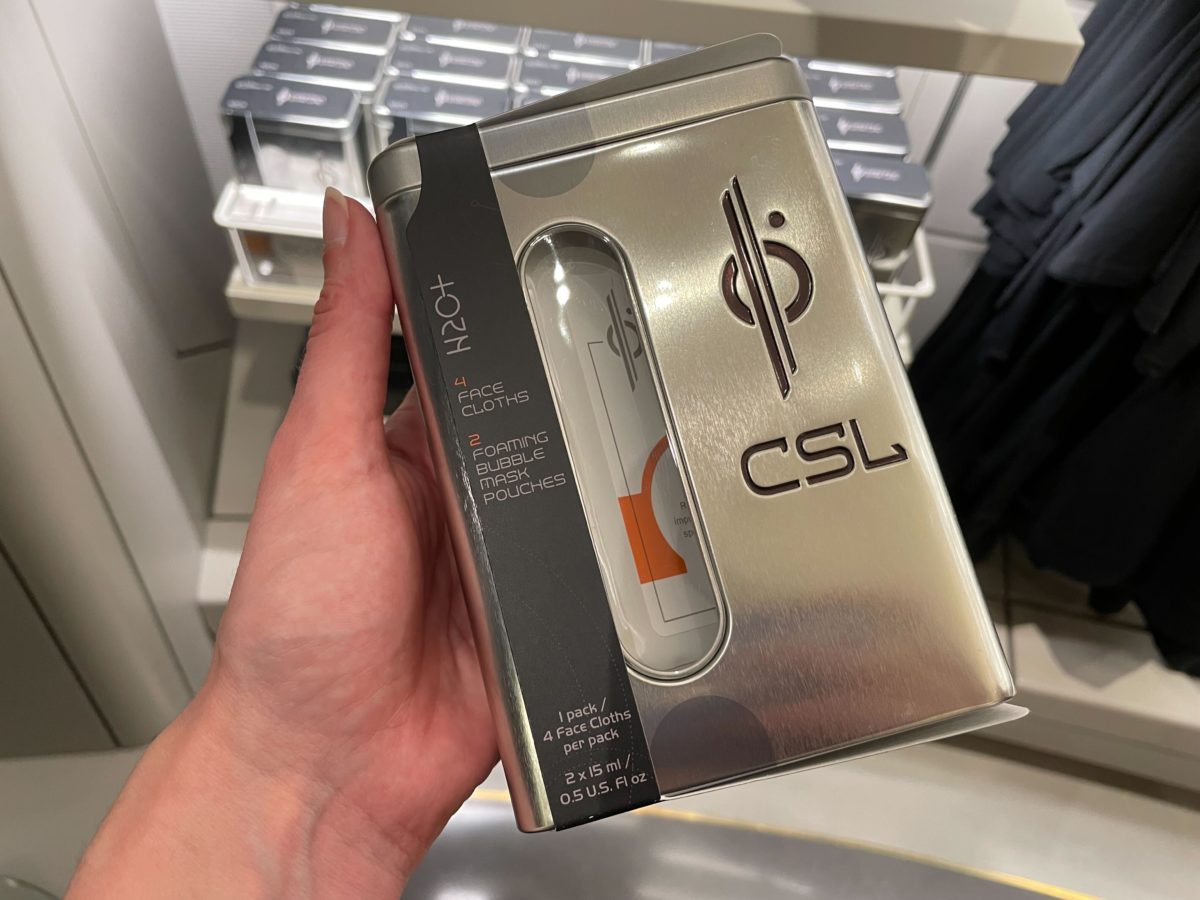 H2O+
4
FACE
CLOTHS
2
FOAMING
BUBBLE
MASK
POUCHES
1 pack /
4 Face Cloths
per pack
2 x 15 ml /
0.5 U.S. Fl oz
CSL